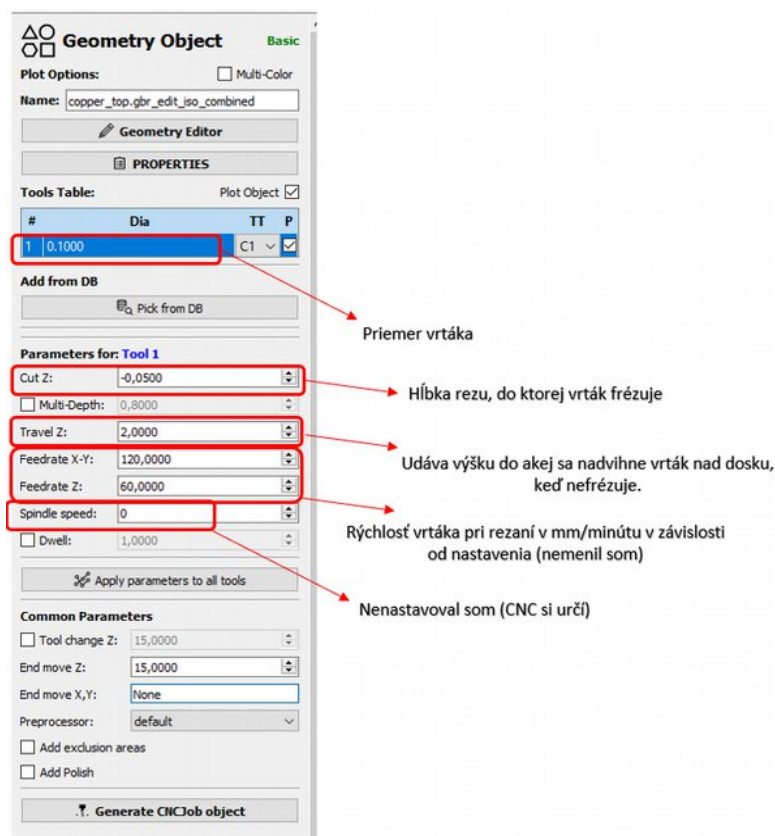 Geometry Object Basic
Plot Options: Multi-Color
Name: copper_top.gbr_edit_iso_combined
Geometry Editor
PROPERTIES
Tools Table: Plot Object
# Dia TT P
1 0.1000 C1
Add from DB
Pick from DB
Priemer vrtáka
Parameters for: Tool 1
Cut Z: -0,0500
Hĺbka rezu, do ktorej vrták frézuje
Multi-Depth: 0,8000
Travel Z: 2,0000
Udáva výšku do akej sa nadvihne vrták nad dosku,
keď nefrézuje.
Feedrate X-Y: 120,0000
Feedrate Z: 60,0000
Rýchlosť vrtáka pri rezaní v mm/minútu v závislosti
od nastavenia (nemenil som)
Spindle speed: 0
Dwell: 1,0000
Apply parameters to all tools
Nenastavoval som (CNC si určí)
Common Parameters
Tool change Z: 15,0000
End move Z: 15,0000
End move X,Y: None
Preprocessor: default
Add exclusion areas
Add Polish
Generate CNCJob object